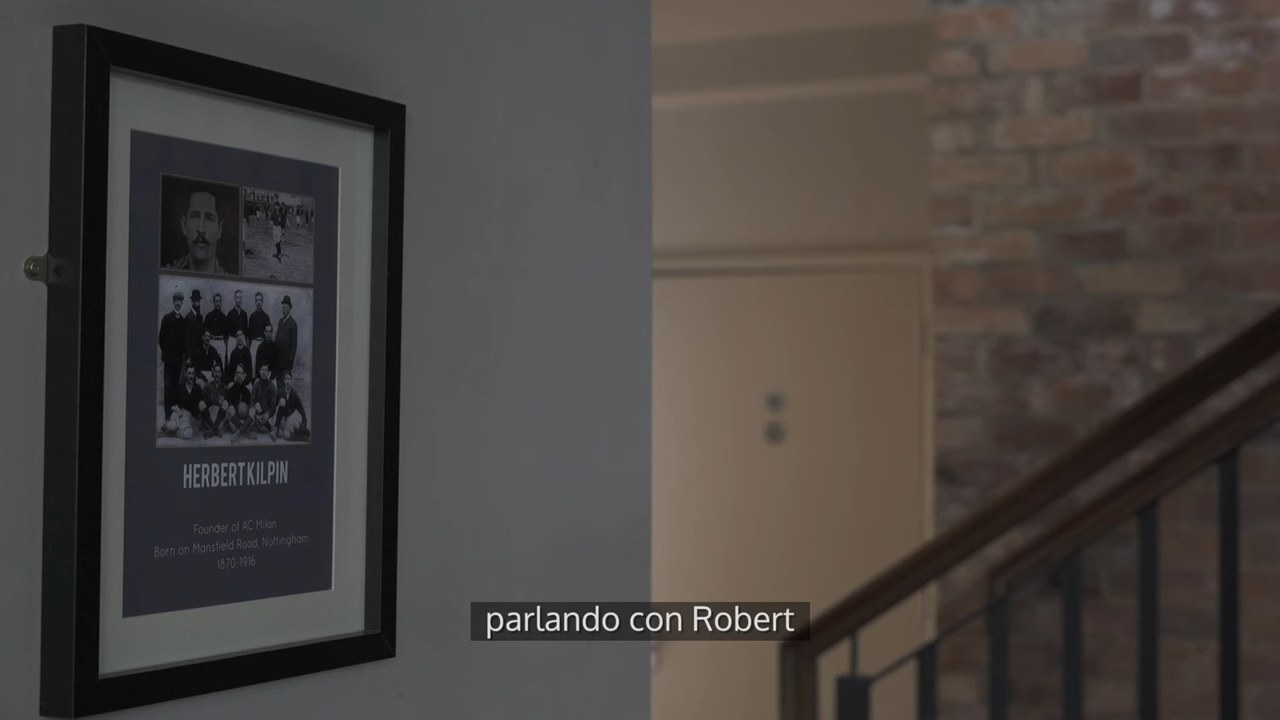 HERBERT KILPIN
Founder of AC Milan
Born on Mansfield Road, Nottingham
1870-1916
parlando con Robert